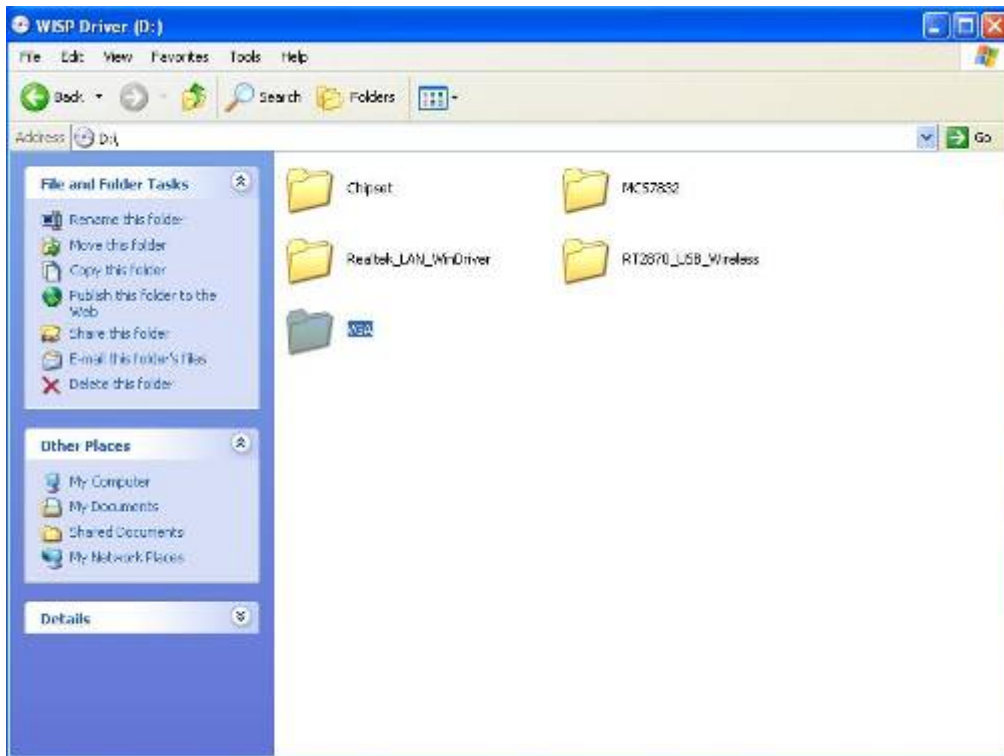 WISP Driver (D:)
File Edit View Favorites Tools Help
Back Search Folders
Address D:\ Go
File and Folder Tasks
Rename this folder
Move this folder
Copy this folder
Publish this folder to the
Web
Share this folder
E-mail this folder's files
Delete this folder
Other Places
My Computer
My Documents
Shared Documents
My Network Places
Details
Chipset
MCS7832
Realtek_LAN_WinDriver
RT2870_USB_Wireless
VGA